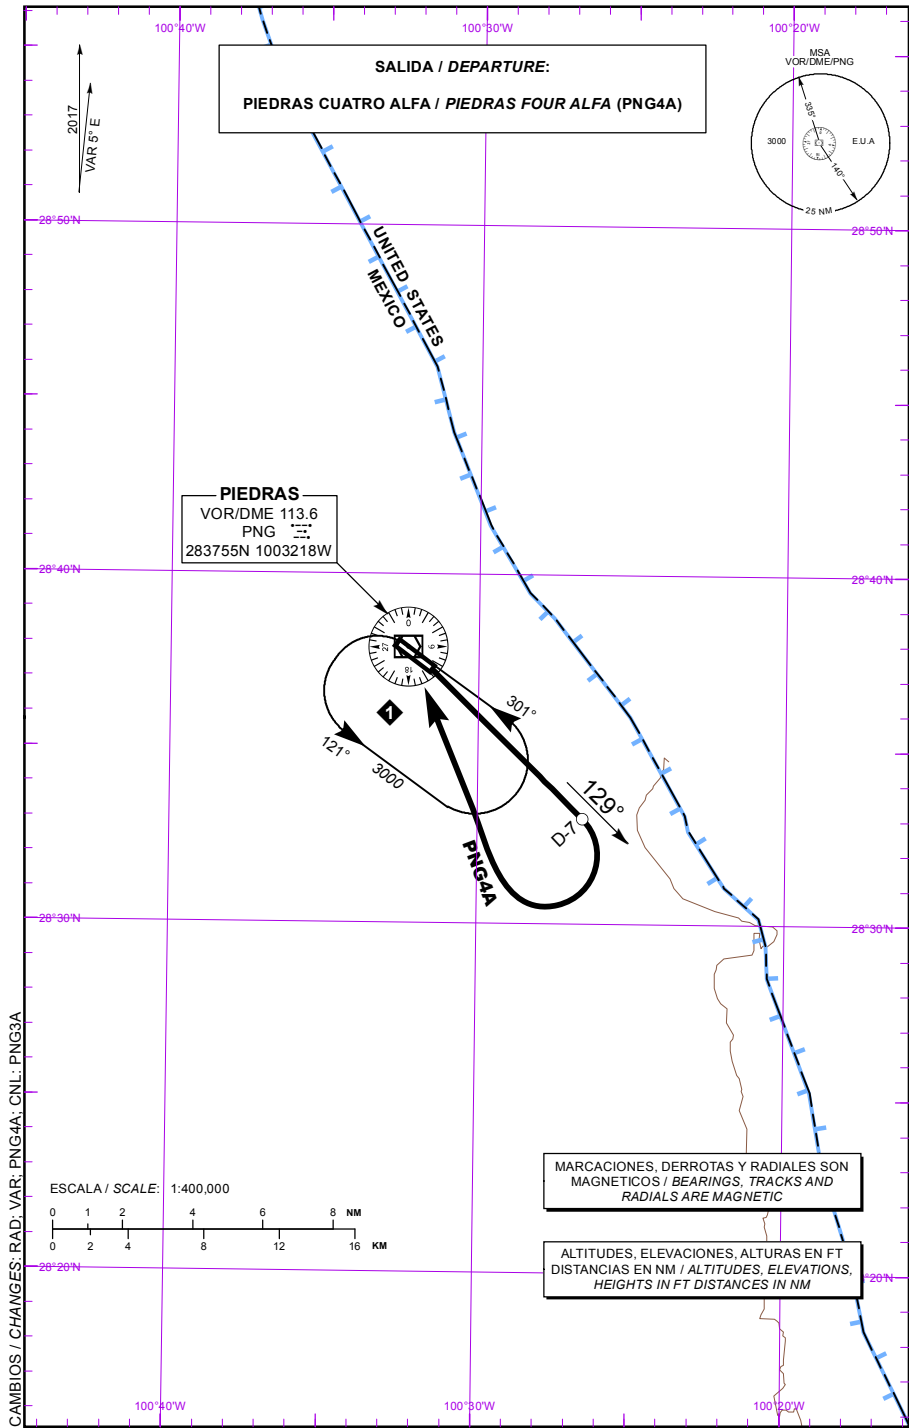 100°40'W
100°30'W
100°20'W
SALIDA / DEPARTURE:
PIEDRAS CUATRO ALFA / PIEDRAS FOUR ALFA (PNG4A)
2017
VAR 5° E
MSA
VOR/DME/PNG
335°
3000
E.U.A
140°
25 NM
28°50'N
28°50'N
UNITED STATES
MEXICO
PIEDRAS
VOR/DME 113.6
PNG
283755N 1003218W
28°40'N
28°40'N
0
9
18
27
1
301°
121°
3000
129°
D-7
PNG4A
28°30'N
28°30'N
CAMBIOS / CHANGES: RAD; VAR; PNG4A; CNL: PNG3A
MARCACIONES, DERROTAS Y RADIALES SON
MAGNETICOS / BEARINGS, TRACKS AND
RADIALS ARE MAGNETIC
ESCALA / SCALE: 1:400,000
0 1 2 4 6 8 NM
0 2 4 8 12 16 KM
ALTITUDES, ELEVACIONES, ALTURAS EN FT
DISTANCIAS EN NM / ALTITUDES, ELEVATIONS,
HEIGHTS IN FT DISTANCES IN NM
28°20'N
°20'N
100°40'W
100°30'W
100°20'W